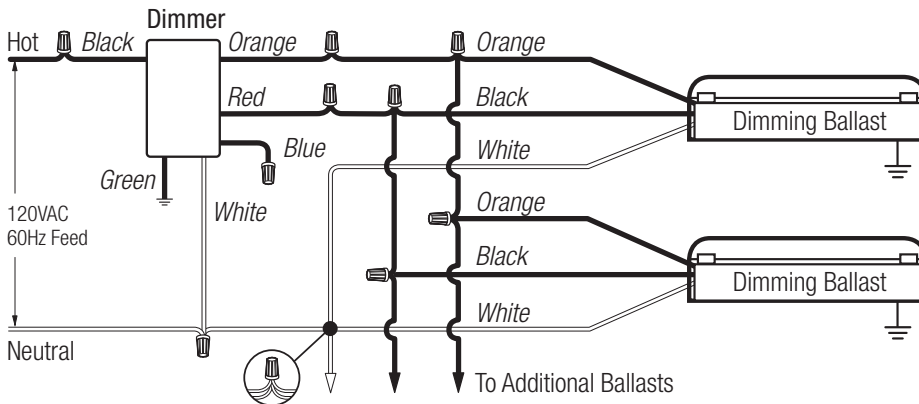 Dimmer
Hot
Black
Orange
Orange
Red
Black
Dimming Ballast
Blue
White
Green
White
Orange
120VAC
60Hz Feed
Black
Dimming Ballast
White
Neutral
To Additional Ballasts